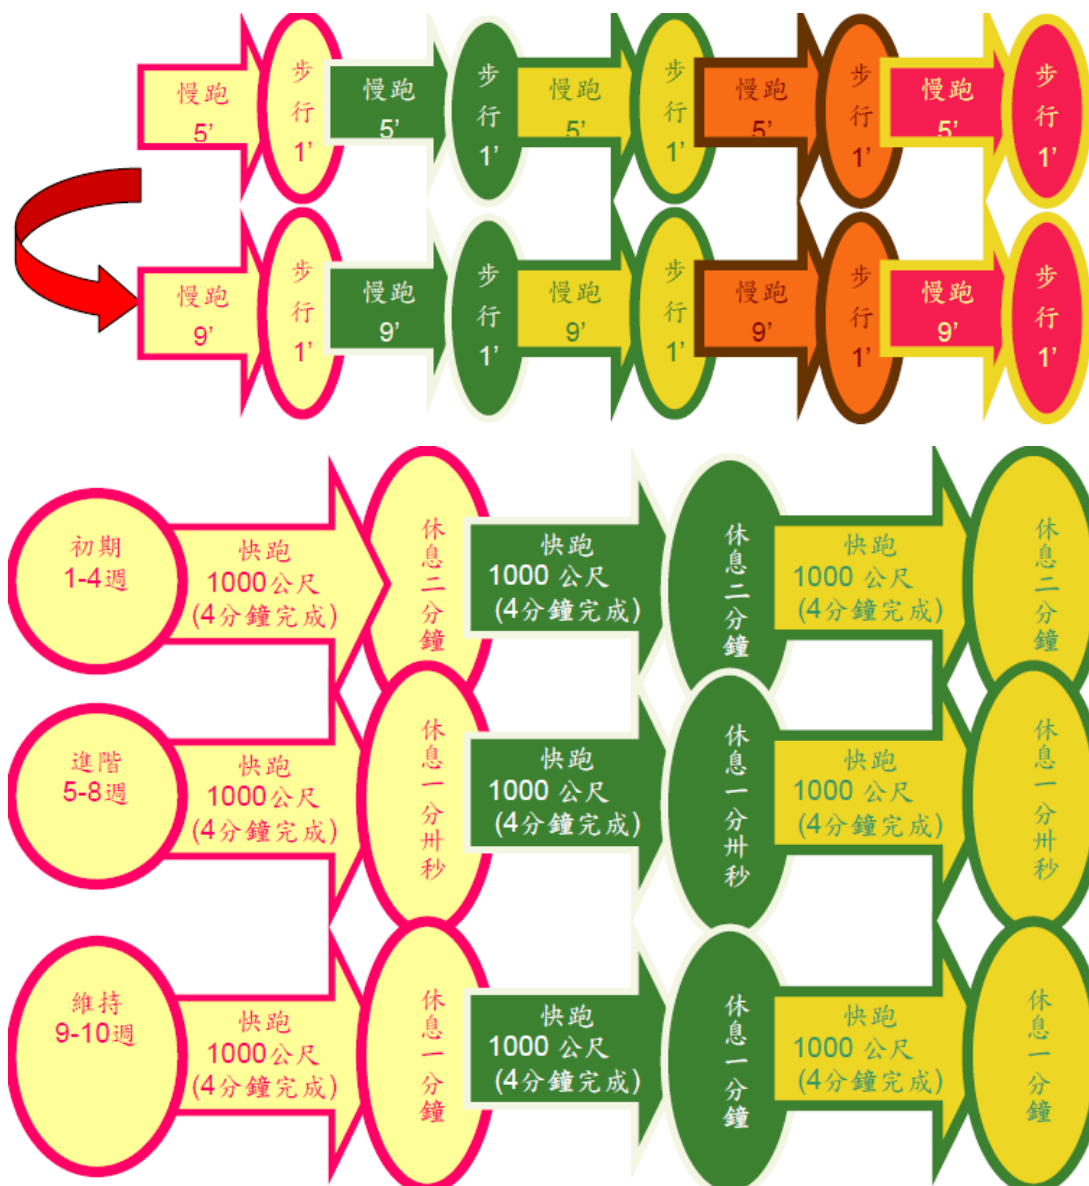 慢跑
5’
步
行
1’
慢跑
5’
步
行
1’
慢跑
5’
步
行
1’
慢跑
5’
步
行
1’
慢跑
5’
步
行
1’
慢跑
9’
步
行
1’
慢跑
9’
步
行
1’
慢跑
9’
步
行
1’
慢跑
9’
步
行
1’
慢跑
9’
步
行
1’
初期
1-4週
快跑
1000公尺
(4分鐘完成)
休息二分鐘
快跑
1000 公尺
(4分鐘完成)
休息二分鐘
快跑
1000 公尺
(4分鐘完成)
休息二分鐘
進階
5-8週
快跑
1000公尺
(4分鐘完成)
休息一分卅秒
快跑
1000 公尺
(4分鐘完成)
休息一分卅秒
快跑
1000 公尺
(4分鐘完成)
休息一分卅秒
維持
9-10週
快跑
1000公尺
(4分鐘完成)
休息一分鐘
快跑
1000 公尺
(4分鐘完成)
休息一分鐘
快跑
1000 公尺
(4分鐘完成)
休息一分鐘